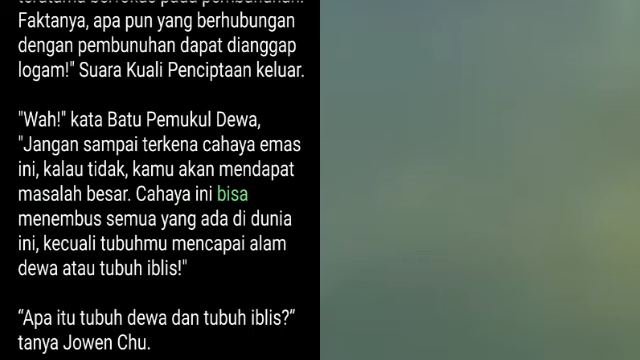 Faktanya, apa pun yang berhubungan
dengan pembunuhan dapat dianggap
logam!" Suara Kuali Penciptaan keluar.
"Wah!" kata Batu Pemukul Dewa,
"Jangan sampai terkena cahaya emas
ini, kalau tidak, kamu akan mendapat
masalah besar. Cahaya ini bisa
menembus semua yang ada di dunia
ini, kecuali tubuhmu mencapai alam
dewa atau tubuh iblis!"
“Apa itu tubuh dewa dan tubuh iblis?”
tanya Jowen Chu.